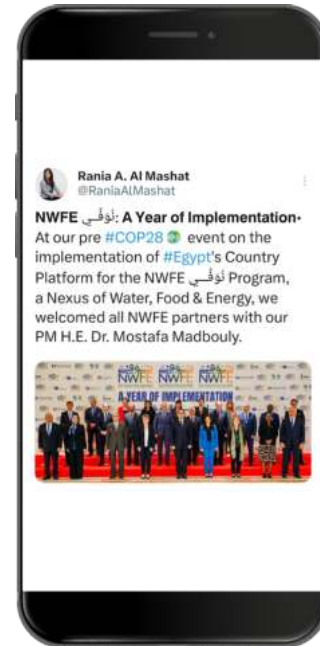 Rania A. Al Mashat
@RaniaAlMashat
NWFE نُوَفِّــي: A Year of Implementation-
At our pre #COP28 event on the
implementation of #Egypt's Country
Platform for the NWFE نُوَفِّــي Program,
a Nexus of Water, Food & Energy, we
welcomed all NWFE partners with our
PM H.E. Dr. Mostafa Madbouly.
NWFE NWFE NWFE
A YEAR OF IMPLEMENTATION